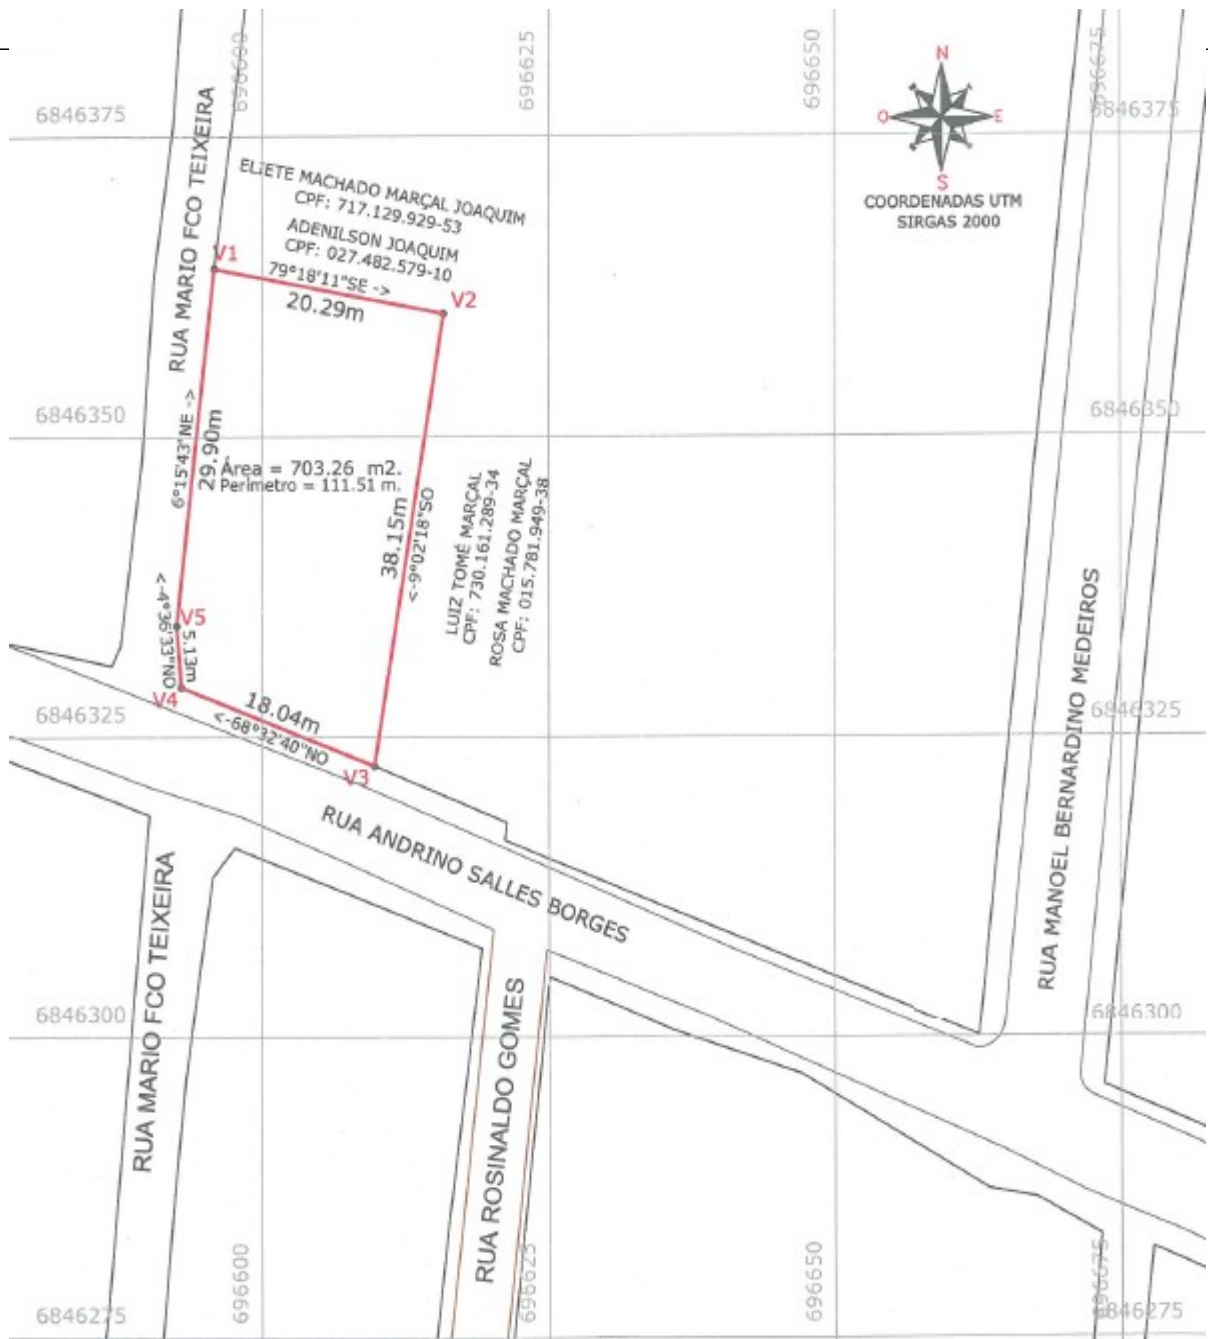 696600
696625
696650
696675
N
O
E
S
COORDENADAS UTM
SIRGAS 2000
6846375
6846375
RUA MARIO FCO TEIXEIRA
ELIETE MACHADO MARÇAL JOAQUIM
CPF: 717.129.929-53
ADENILSON JOAQUIM
CPF: 027.482.579-10
V1
79°18'11"SE ->
20.29m
V2
6846350
6846350
6°15'43"NE ->
29.90m
Área = 703.26 m2.
Perimetro = 111.51 m.
38.15m
<-9°02'18"SO
LUIZ TOMÉ MARÇAL
CPF: 730.161.289-34
ROSA MACHADO MARÇAL
CPF: 015.781.949-38
V5
<-4°36'33"NO
5.13m
V4
18.04m
<-68°32'40"NO
V3
6846325
6846325
RUA MANOEL BERNARDINO MEDEIROS
RUA ANDRINO SALLES BORGES
RUA MARIO FCO TEIXEIRA
RUA ROSINALDO GOMES
6846300
6846300
696600
696625
696650
696675
6846275
6846275